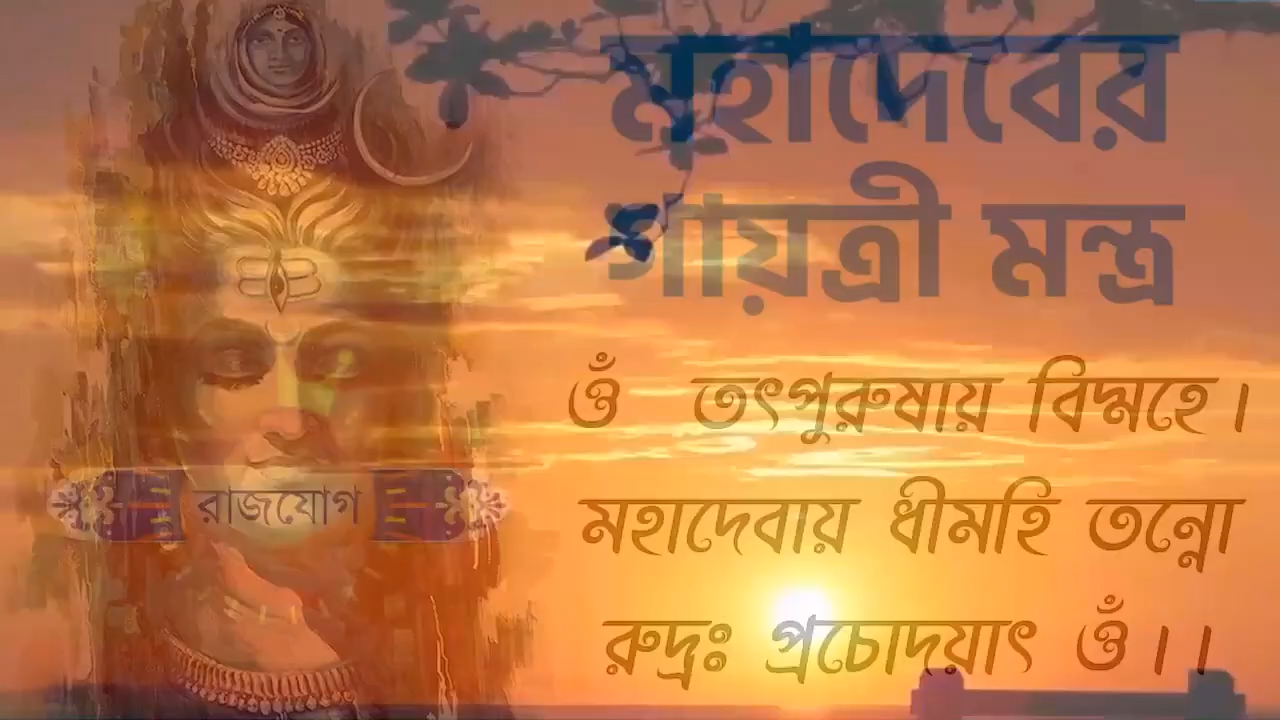 মহাদেবের
গায়ত্রী মন্ত্র
ওঁ তৎপুরুষায় বিদ্মহে।
মহাদেবায় ধীমহি তন্নো
রুদ্রঃ প্রচোদয়াৎ ওঁ।।
রাজযোগ